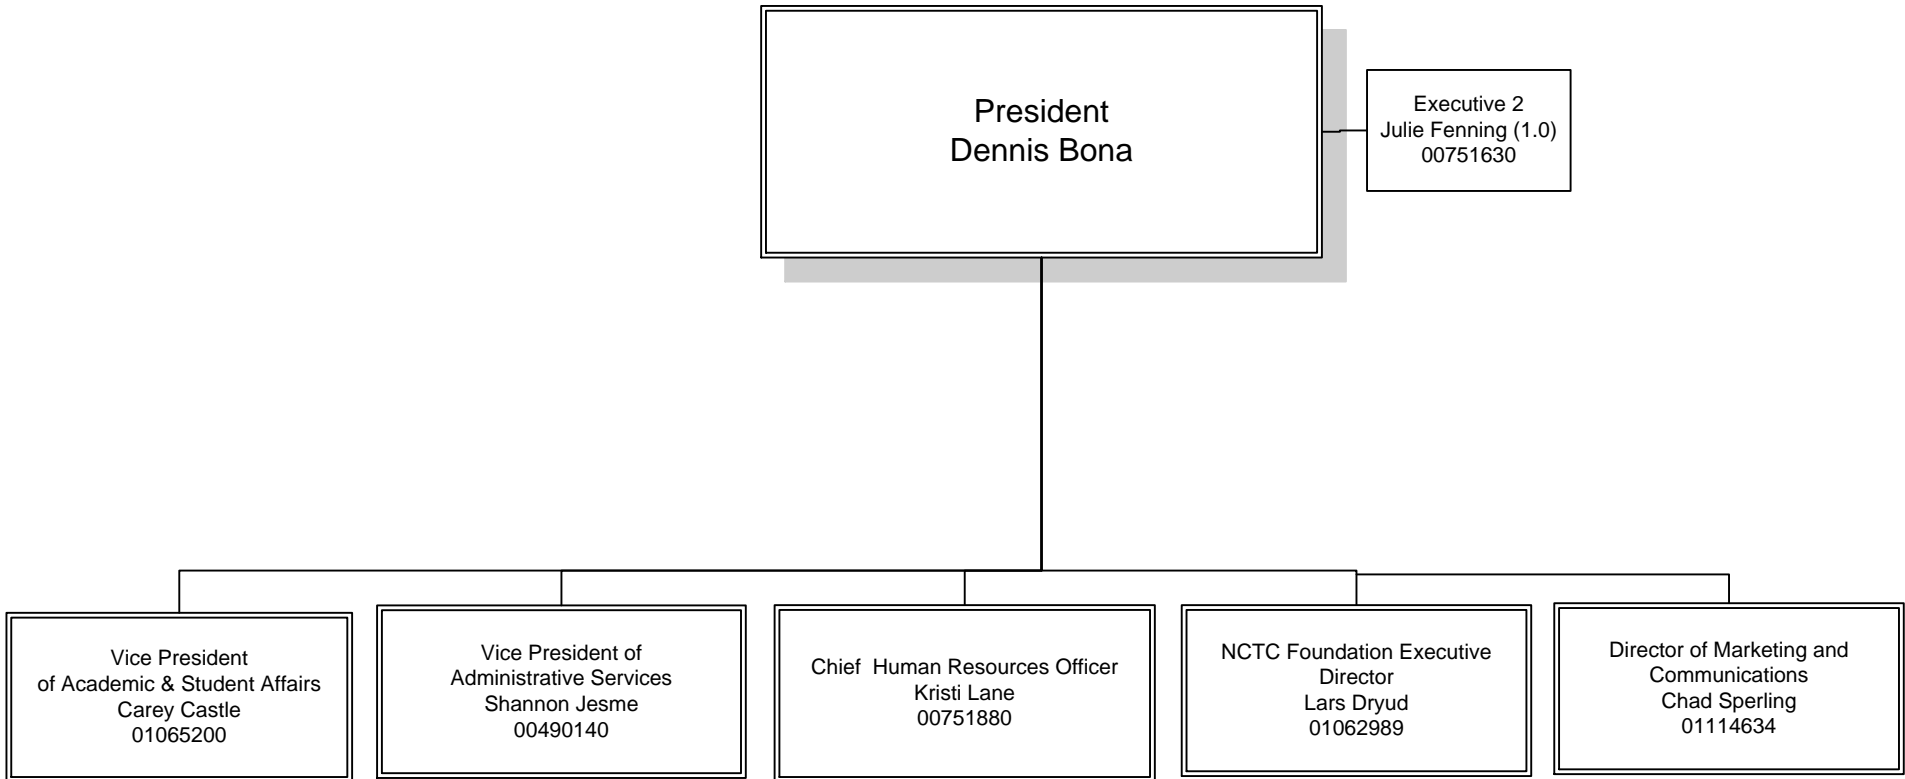 President
Dennis Bona
Executive 2
Julie Fenning (1.0)
00751630
Vice President
of Academic & Student Affairs
Carey Castle
01065200
Vice President of
Administrative Services
Shannon Jesme
00490140
Chief  Human Resources Officer
Kristi Lane
00751880
NCTC Foundation Executive
Director
Lars Dryud
01062989
Director of Marketing and
Communications
Chad Sperling
01114634